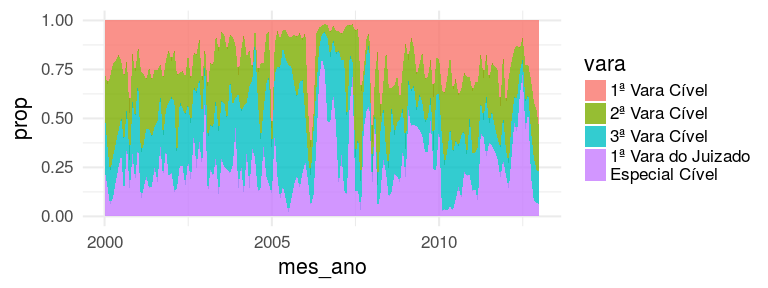 1.00
0.75
0.50
0.25
0.00
prop
2000
2005
2010
mes_ano
vara
1ª Vara Cível
2ª Vara Cível
3ª Vara Cível
1ª Vara do Juizado
Especial Cível